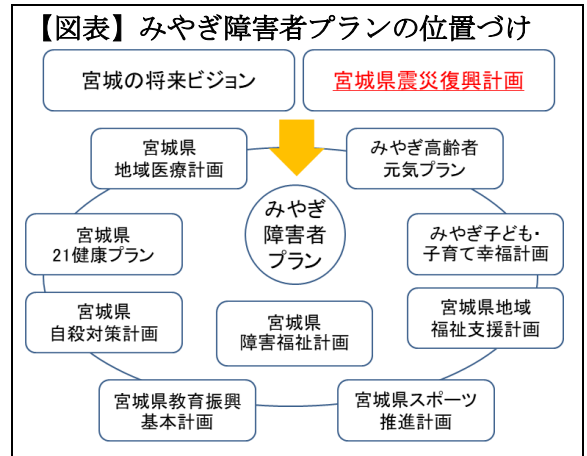 【図表】みやぎ障害者プランの位置づけ
宮城の将来ビジョン
宮城県震災復興計画
宮城県
地域医療計画
みやぎ高齢者
元気プラン
みやぎ
障害者
プラン
宮城県
21健康プラン
みやぎ子ども・
子育て幸福計画
宮城県
自殺対策計画
宮城県
障害福祉計画
宮城県地域
福祉支援計画
宮城県教育振興
基本計画
宮城県スポーツ
推進計画